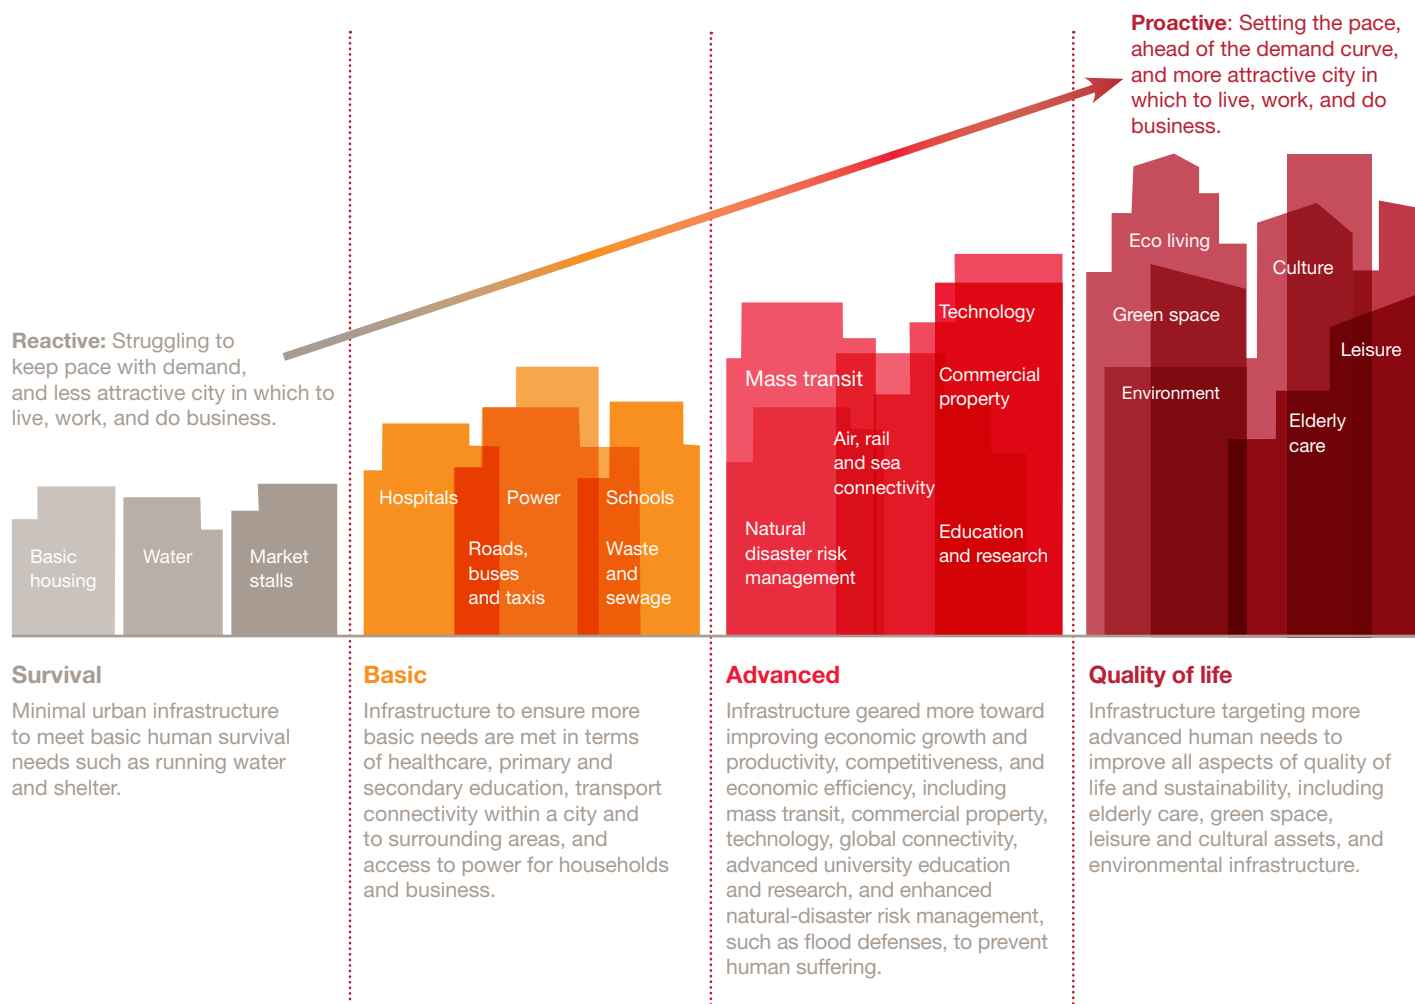 Proactive: Setting the pace,
ahead of the demand curve,
and more attractive city in
which to live, work, and do
business.
Reactive: Struggling to
keep pace with demand,
and less attractive city in which to
live, work, and do business.
Basic
housing
Water
Market
stalls
Hospitals
Power
Schools
Roads,
buses
and taxis
Waste
and
sewage
Mass transit
Technology
Commercial
property
Air, rail
and sea
connectivity
Natural
disaster risk
management
Education
and research
Eco living
Culture
Green space
Leisure
Environment
Elderly
care
Survival
Minimal urban infrastructure
to meet basic human survival
needs such as running water
and shelter.
Basic
Infrastructure to ensure more
basic needs are met in terms
of healthcare, primary and
secondary education, transport
connectivity within a city and
to surrounding areas, and
access to power for households
and business.
Advanced
Infrastructure geared more toward
improving economic growth and
productivity, competitiveness, and
economic efficiency, including
mass transit, commercial property,
technology, global connectivity,
advanced university education
and research, and enhanced
natural-disaster risk management,
such as flood defenses, to prevent
human suffering.
Quality of life
Infrastructure targeting more
advanced human needs to
improve all aspects of quality of
life and sustainability, including
elderly care, green space,
leisure and cultural assets, and
environmental infrastructure.